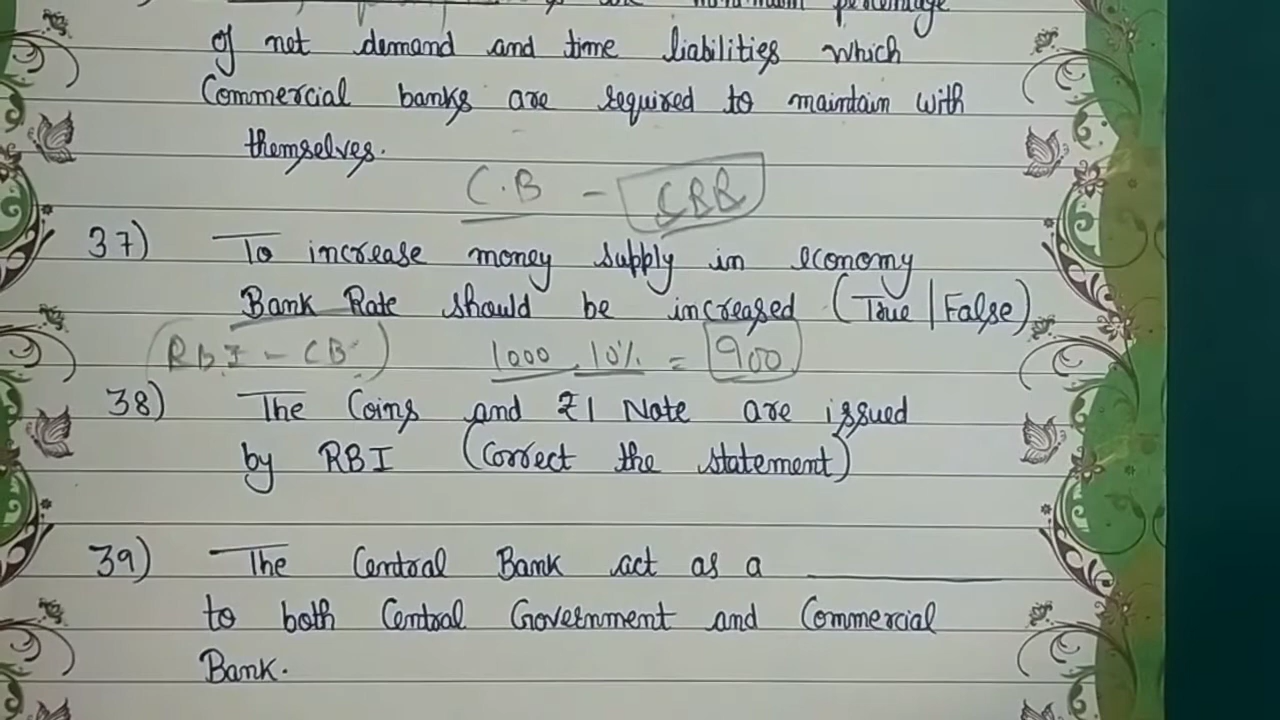 percentage
of net demand and time liabilities which
Commercial banks are required to maintain with
themselves.
C.B - CRR
37) To increase money supply in economy
Bank Rate should be increased (True | False)
RBI - CB 1000 10% = 900
38) The Coins and ₹1 Note are issued
by RBI (Correct the statement)
39) The Central Bank act as a ________
to both Central Government and Commercial
Bank.